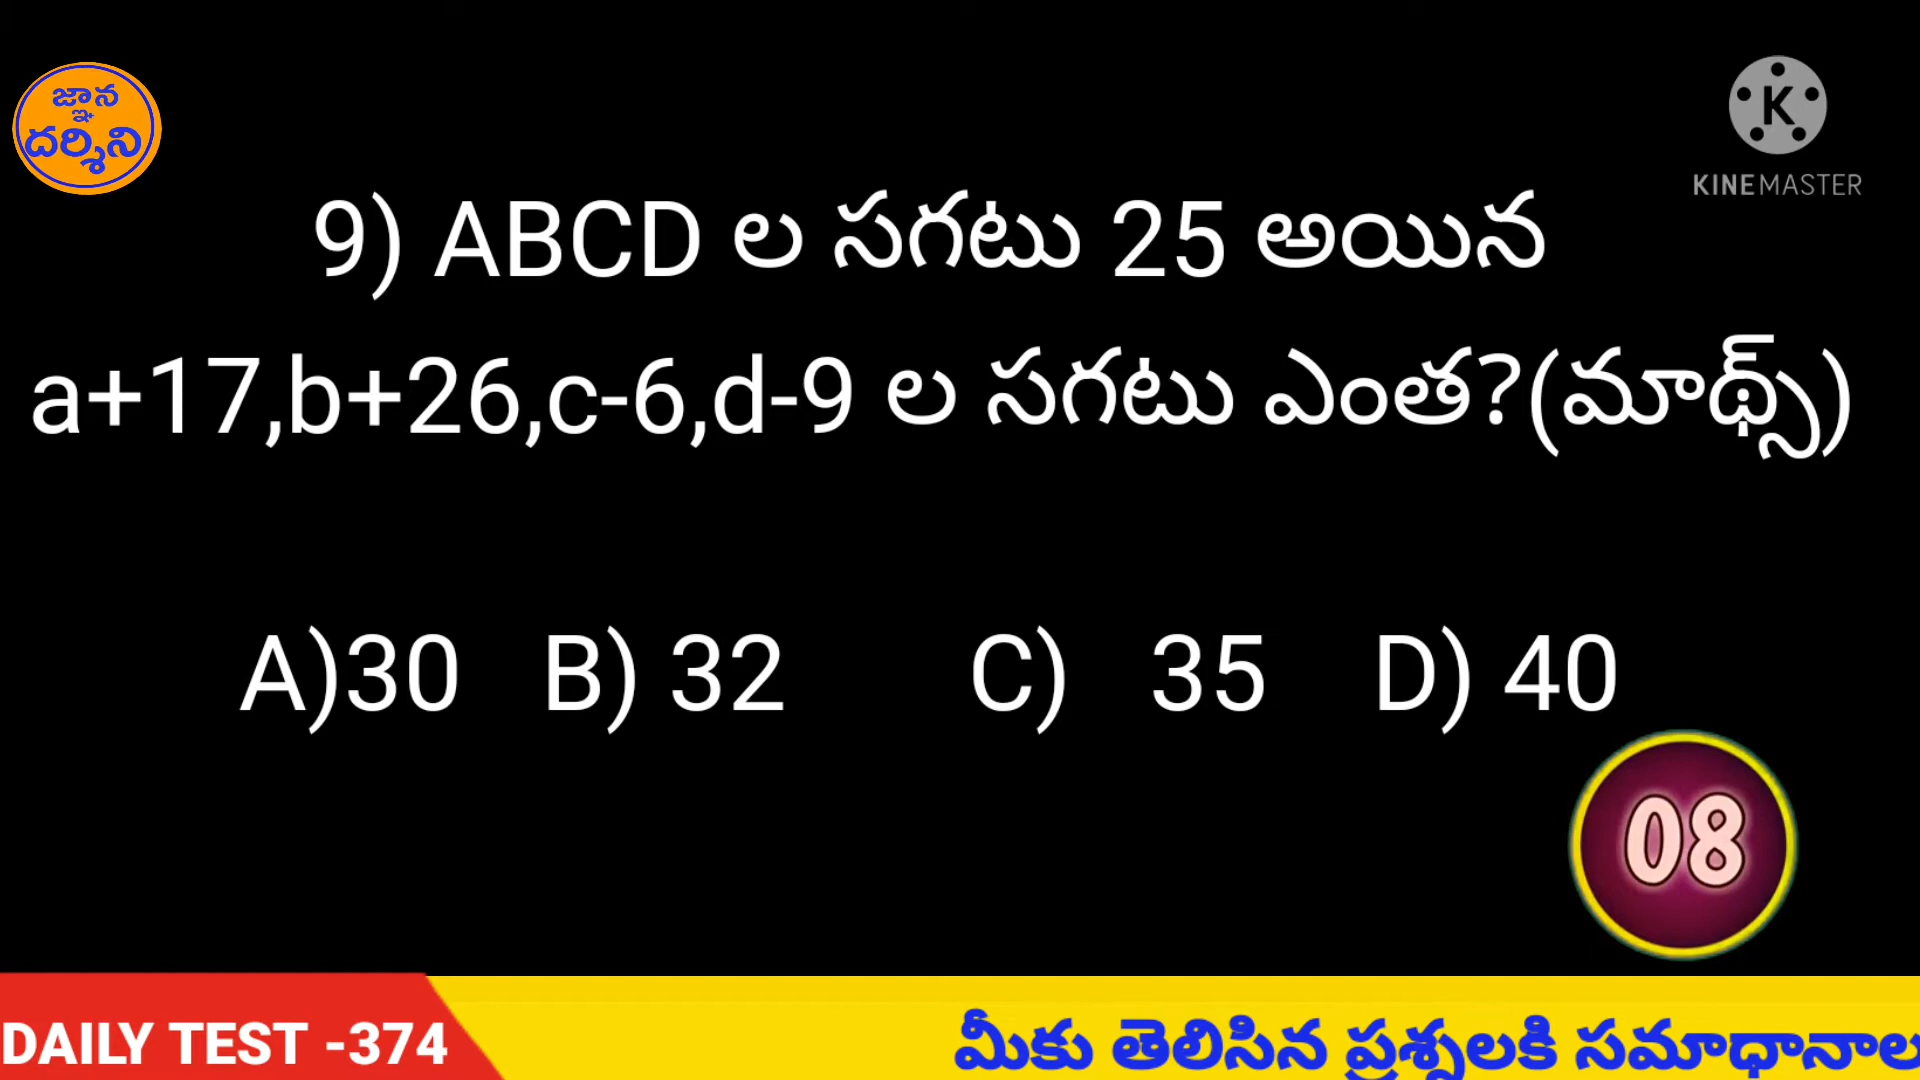 జ్ఞాన
దర్శిని
KINEMASTER
9) ABCD ల సగటు 25 అయిన
a+17,b+26,c-6,d-9 ల సగటు ఎంత?(మాథ్స్)
A)30 B) 32 C) 35 D) 40
08
DAILY TEST -374
మీకు తెలిసిన ప్రశ్నలకి సమాధానాల